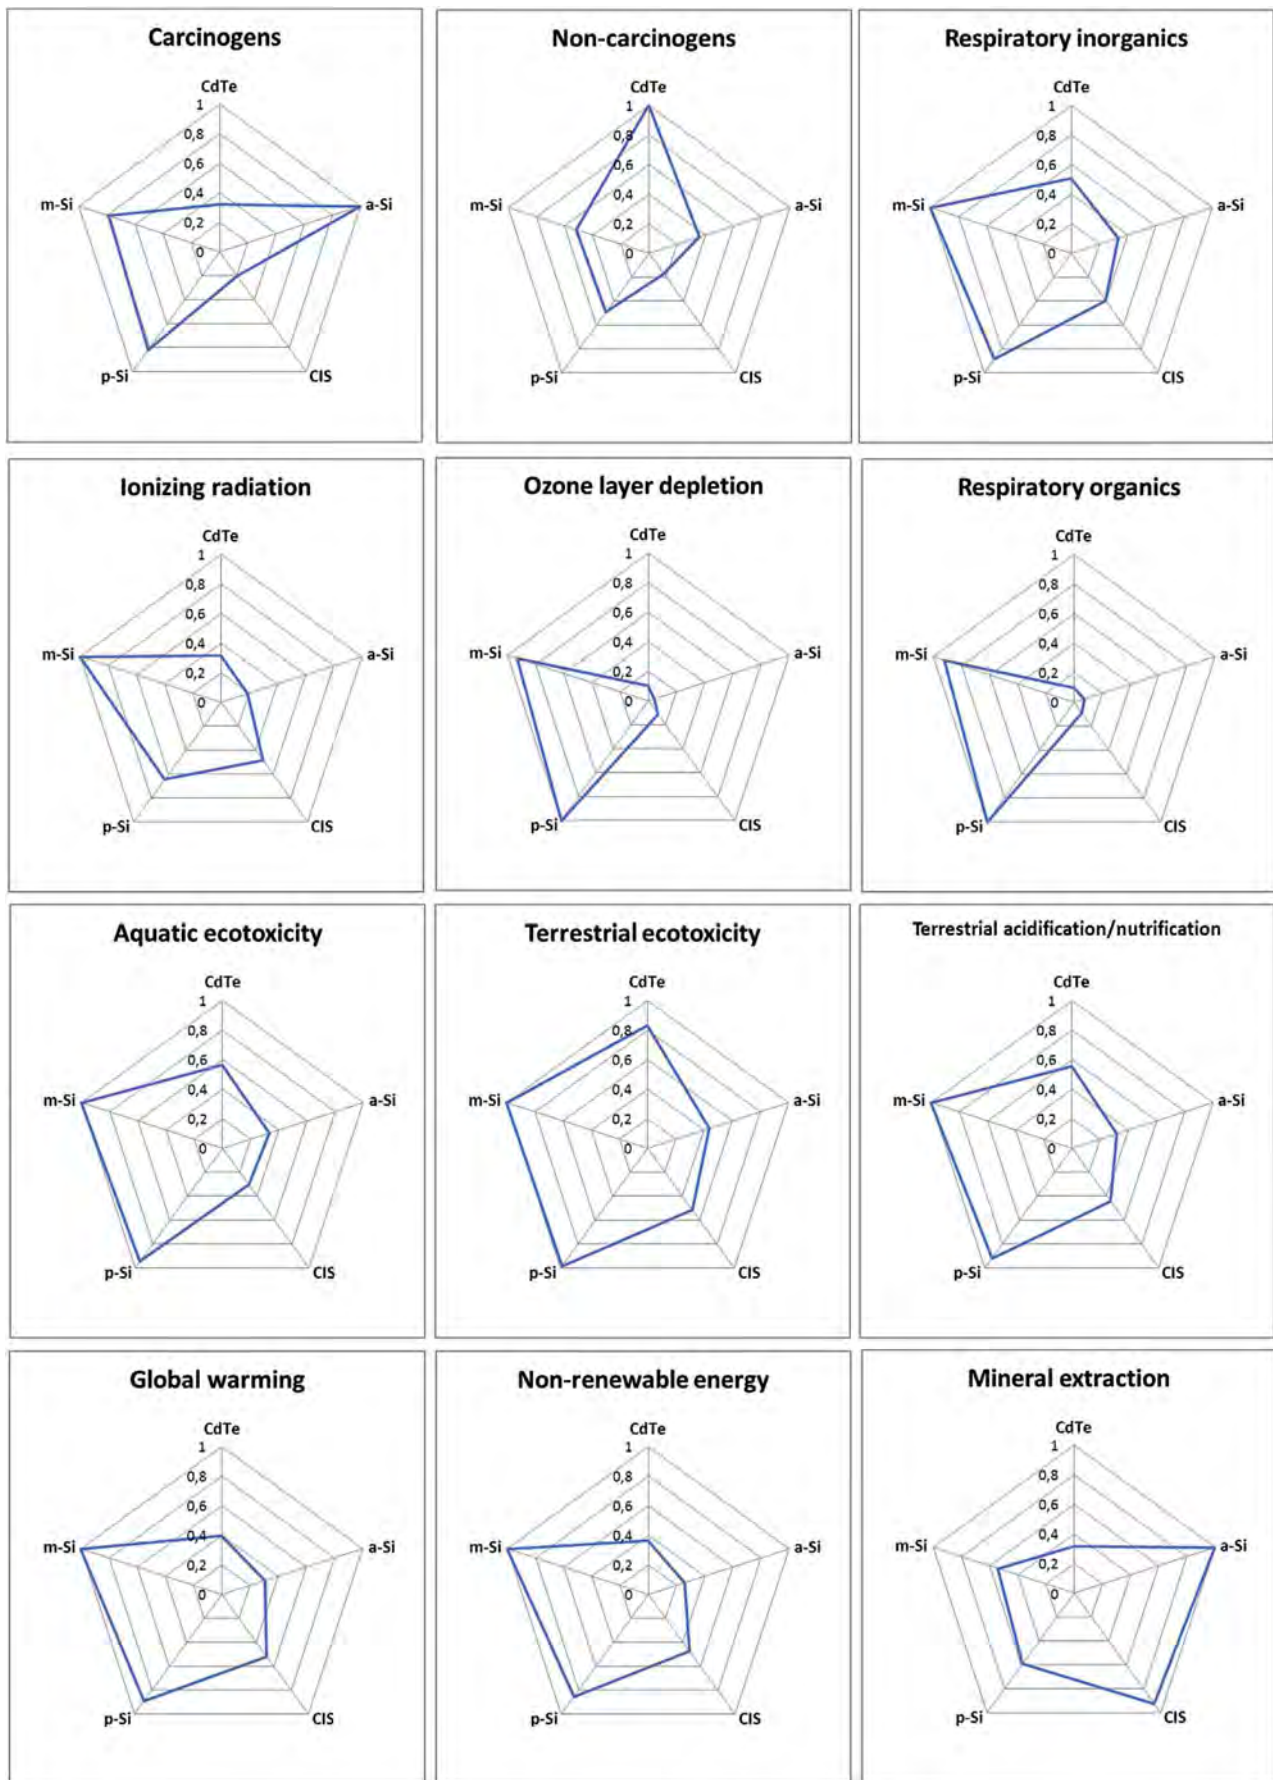 Carcinogens
CdTe
1
0,8
0,6
0,4
0,2
0
m-Si
a-Si
p-Si
CIS
Non-carcinogens
CdTe
1
0,8
0,6
0,4
0,2
0
m-Si
a-Si
p-Si
CIS
Respiratory inorganics
CdTe
1
0,8
0,6
0,4
0,2
0
m-Si
a-Si
p-Si
CIS
Ionizing radiation
CdTe
1
0,8
0,6
0,4
0,2
0
m-Si
a-Si
p-Si
CIS
Ozone layer depletion
CdTe
1
0,8
0,6
0,4
0,2
0
m-Si
a-Si
p-Si
CIS
Respiratory organics
CdTe
1
0,8
0,6
0,4
0,2
0
m-Si
a-Si
p-Si
CIS
Aquatic ecotoxicity
CdTe
1
0,8
0,6
0,4
0,2
0
m-Si
a-Si
p-Si
CIS
Terrestrial ecotoxicity
CdTe
1
0,8
0,6
0,4
0,2
0
m-Si
a-Si
p-Si
CIS
Terrestrial acidification/nutrification
CdTe
1
0,8
0,6
0,4
0,2
0
m-Si
a-Si
p-Si
CIS
Global warming
CdTe
1
0,8
0,6
0,4
0,2
0
m-Si
a-Si
p-Si
CIS
Non-renewable energy
CdTe
1
0,8
0,6
0,4
0,2
0
m-Si
a-Si
p-Si
CIS
Mineral extraction
CdTe
1
0,8
0,6
0,4
0,2
0
m-Si
a-Si
p-Si
CIS